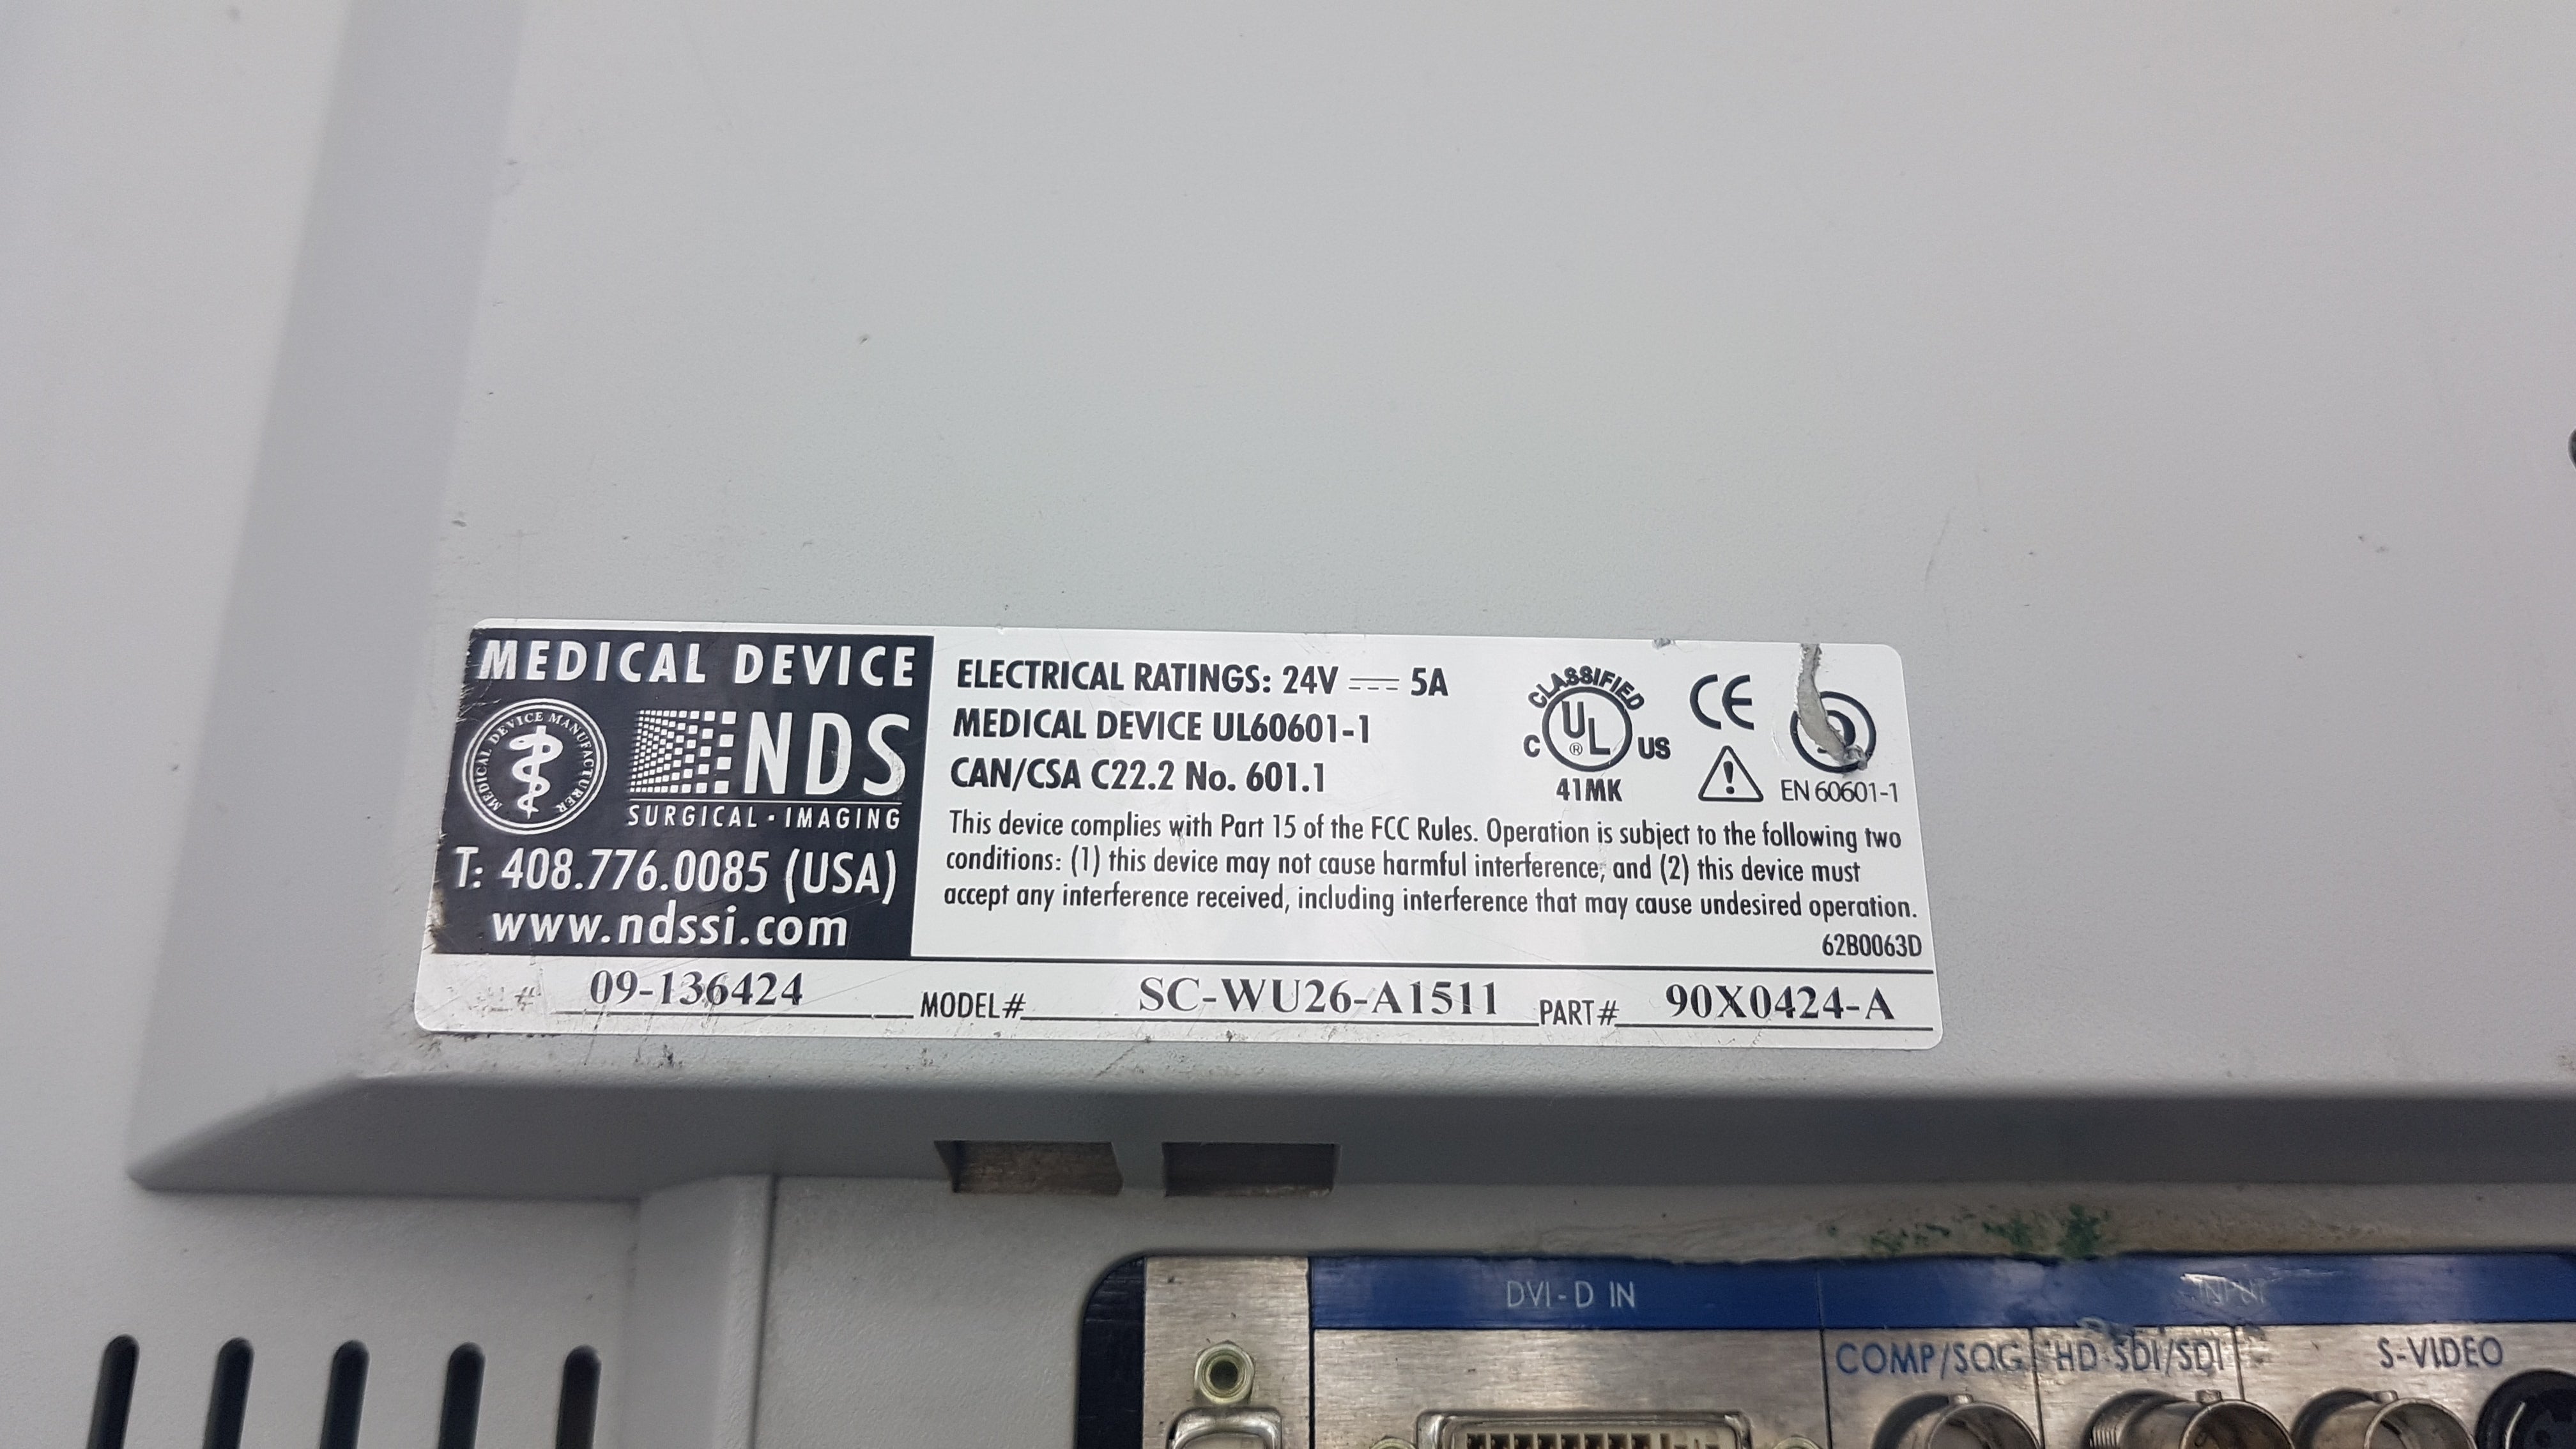 MEDICAL DEVICE
MEDICAL DEVICE MANUFACTURER
NDS
SURGICAL · IMAGING
T: 408.776.0085 (USA)
www.ndssi.com
ELECTRICAL RATINGS: 24V 5A
MEDICAL DEVICE UL60601-1
CAN/CSA C22.2 No. 601.1
CLASSIFIED
C UL ® US
41MK
CE
EN 60601-1
This device complies with Part 15 of the FCC Rules. Operation is subject to the following two
conditions: (1) this device may not cause harmful interference, and (2) this device must
accept any interference received, including interference that may cause undesired operation.
62B0063D
# 09-136424 MODEL# SC-WU26-A1511 PART# 90X0424-A
DVI-D IN INPUT
COMP/SOG HD-SDI/SDI S-VIDEO